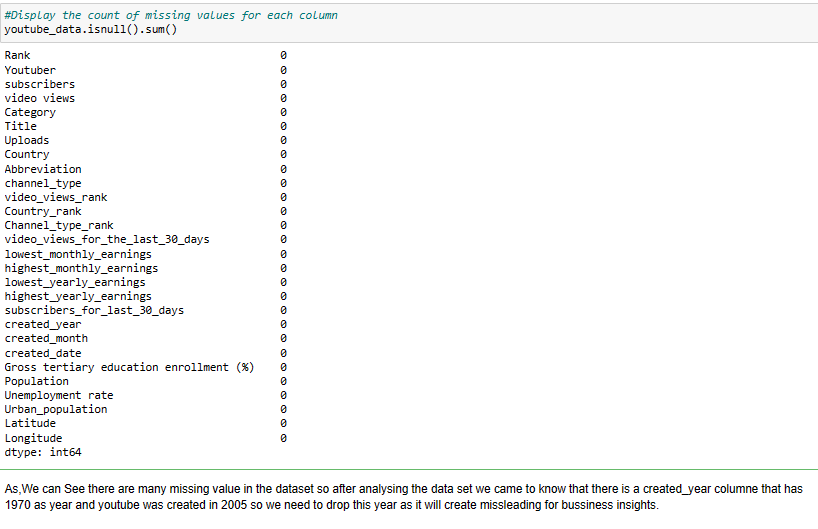 #Display the count of missing values for each column
youtube_data.isnull().sum()
Rank 0
Youtuber 0
subscribers 0
video views 0
Category 0
Title 0
Uploads 0
Country 0
Abbreviation 0
channel_type 0
video_views_rank 0
Country_rank 0
Channel_type_rank 0
video_views_for_the_last_30_days 0
lowest_monthly_earnings 0
highest_monthly_earnings 0
lowest_yearly_earnings 0
highest_yearly_earnings 0
subscribers_for_last_30_days 0
created_year 0
created_month 0
created_date 0
Gross tertiary education enrollment (%) 0
Population 0
Unemployment rate 0
Urban_population 0
Latitude 0
Longitude 0
dtype: int64
As,We can See there are many missing value in the dataset so after analysing the data set we came to know that there is a created_year columne that has
1970 as year and youtube was created in 2005 so we need to drop this year as it will create missleading for bussiness insights.